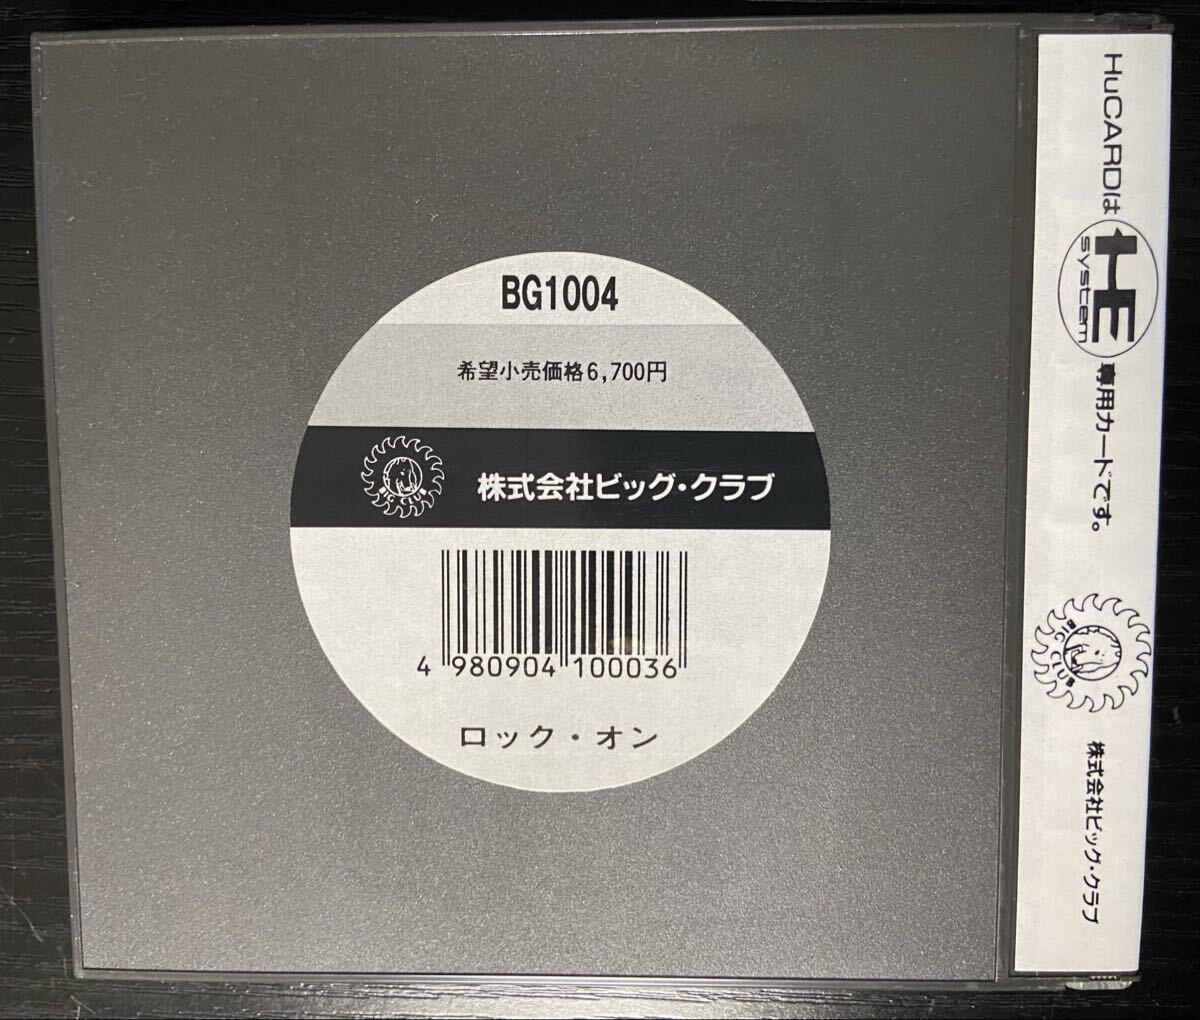 BG1004
希望小売価格6,700円
BIG CLUB
株式会社ビッグ・クラブ
4 980904 100036
ロック・オン
HuCARDは HE system 専用カードです。
BIG CLUB
株式会社ビッグ・クラブ